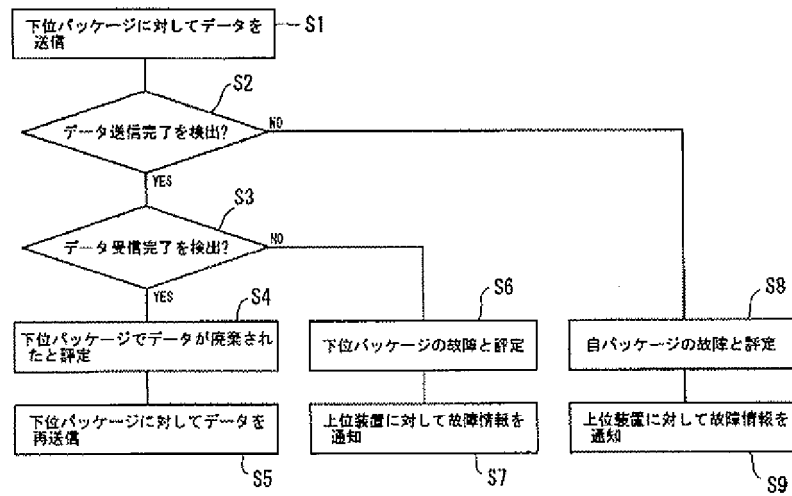 下位パッケージに対してデータを
送信
S1
S2
データ送信完了を検出?
NO
YES
S3
データ受信完了を検出?
NO
YES
S4
下位パッケージでデータが廃棄され
たと評定
S6
下位パッケージの故障と評定
S8
自パッケージの故障と評定
下位パッケージに対してデータを
再送信
S5
上位装置に対して故障情報を
通知
S7
上位装置に対して故障情報を
通知
S9